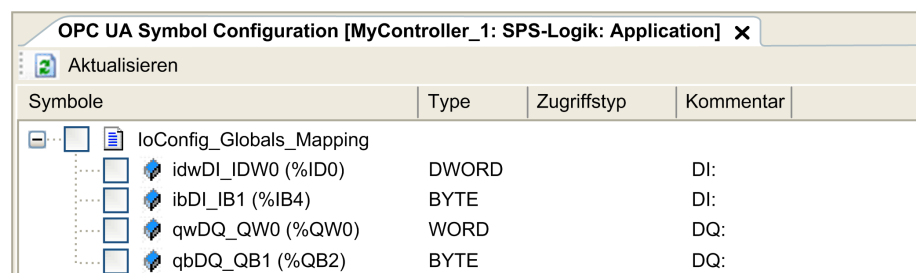 OPC UA Symbol Configuration [MyController_1: SPS-Logik: Application]
Aktualisieren
Symbole Type Zugriffstyp Kommentar
IoConfig_Globals_Mapping
idwDI_IDW0 (%ID0) DWORD DI:
ibDI_IB1 (%IB4) BYTE DI:
qwDQ_QW0 (%QW0) WORD DQ:
qbDQ_QB1 (%QB2) BYTE DQ: